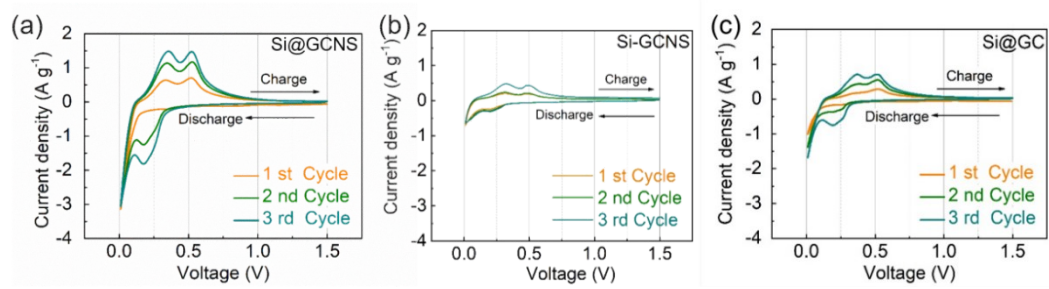 (a)
Si@GCNS
Current density (A g⁻¹)
2
1
0
-1
-2
-3
-4
Charge
Discharge
1 st Cycle
2 nd Cycle
3 rd Cycle
0.0 0.5 1.0 1.5
Voltage (V)
(b)
Si-GCNS
Current density (A g⁻¹)
2
1
0
-1
-2
-3
-4
Charge
Discharge
1 st Cycle
2 nd Cycle
3 rd Cycle
0.0 0.5 1.0 1.5
Voltage (V)
(c)
Si@GC
Current density (A g⁻¹)
2
1
0
-1
-2
-3
-4
Charge
Discharge
1 st Cycle
2 nd Cycle
3 rd Cycle
0.0 0.5 1.0 1.5
Voltage (V)